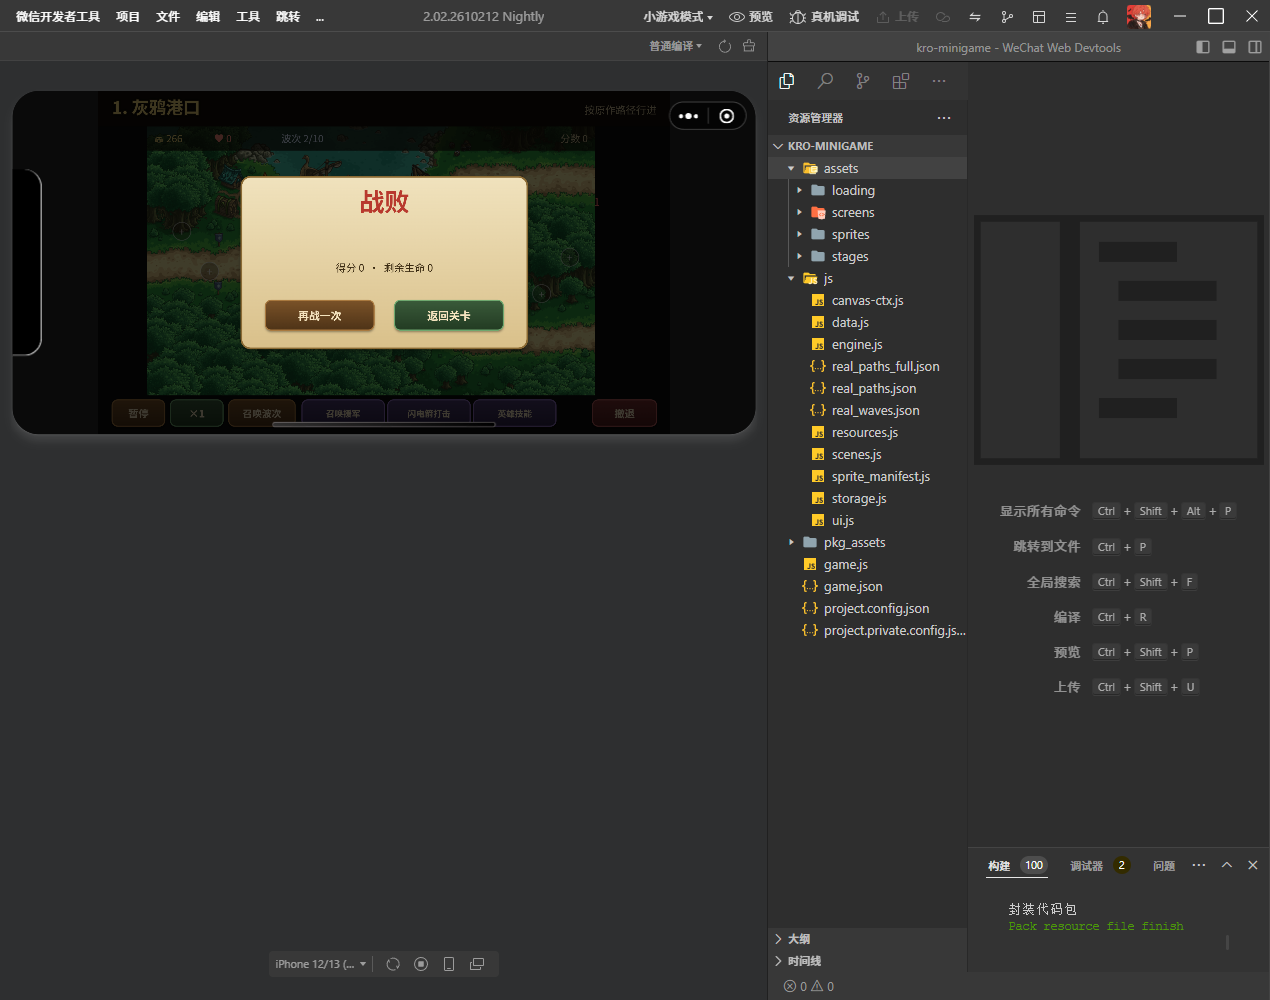 微信开发者工具 项目 文件 编辑 工具 跳转 ... 2.02.2610212 Nightly 小游戏模式 预览 真机调试 上传
普通编译 kro-minigame - WeChat Web Devtools
1. 灰鸦港口 按原作路径行进
266 0 波次 2/10 分数 0
战败
得分 0 · 剩余生命 0
再战一次 返回关卡
暂停 ×1 召唤波次 召唤援军 闪电箭打击 英雄技能 撤退
iPhone 12/13 (...
资源管理器
KRO-MINIGAME
assets
loading
screens
sprites
stages
js
canvas-ctx.js
data.js
engine.js
real_paths_full.json
real_paths.json
real_waves.json
resources.js
scenes.js
sprite_manifest.js
storage.js
ui.js
pkg_assets
game.js
game.json
project.config.json
project.private.config.js...
大纲
时间线
0 0
显示所有命令 Ctrl + Shift + Alt + P
跳转到文件 Ctrl + P
全局搜索 Ctrl + Shift + F
编译 Ctrl + R
预览 Ctrl + Shift + P
上传 Ctrl + Shift + U
构建 100 调试器 2 问题
封装代码包
Pack resource file finish